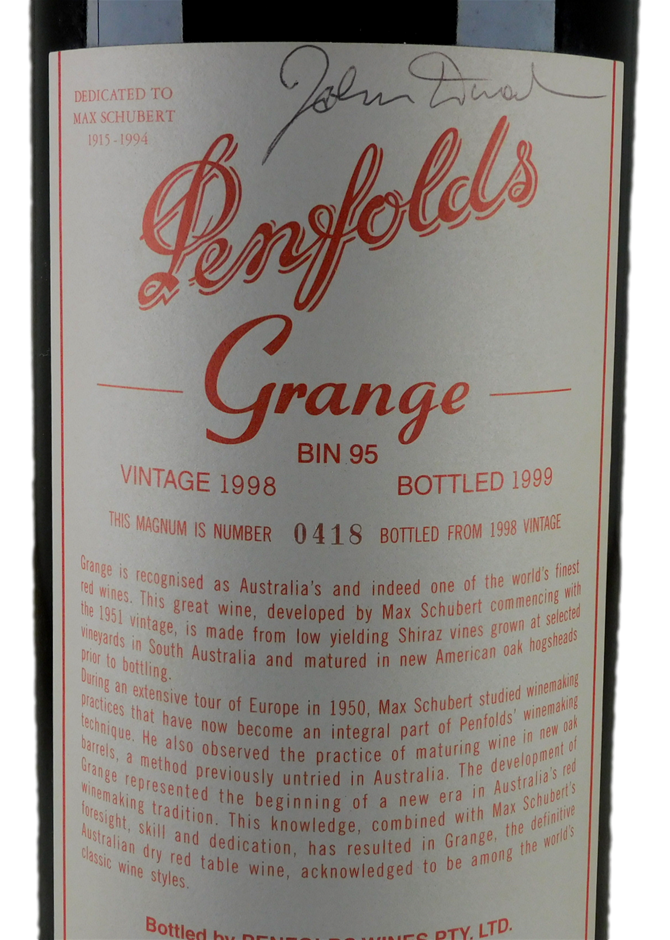 John Duval
DEDICATED TO
MAX SCHUBERT
1915-1994
Penfolds
Grange
BIN 95
VINTAGE 1998 BOTTLED 1999
THIS MAGNUM IS NUMBER 0418 BOTTLED FROM 1998 VINTAGE
Grange is recognised as Australia's and indeed one of the world's finest
red wines. This great wine, developed by Max Schubert commencing with
the 1951 vintage, is made from low yielding Shiraz vines grown at selected
vineyards in South Australia and matured in new American oak hogsheads
prior to bottling.
During an extensive tour of Europe in 1950, Max Schubert studied winemaking
practices that have now become an integral part of Penfolds' winemaking
technique. He also observed the practice of maturing wine in new oak
barrels, a method previously untried in Australia. The development of
Grange represented the beginning of a new era in Australia's red
winemaking tradition. This knowledge, combined with Max Schubert's
foresight, skill and dedication, has resulted in Grange, the definitive
Australian dry red table wine, acknowledged to be among the world's
classic wine styles.
Bottled by PENFOLDS WINES PTY. LTD.